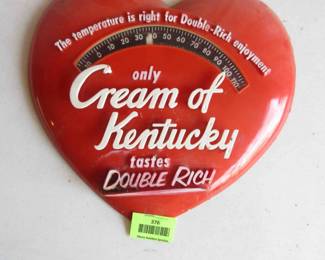 The temperature is right for Double-Rich enjoyment
10 20 30 40 50 60 70 80 90 100 110
only
Cream of
Kentucky
tastes
DOUBLE RICH
376